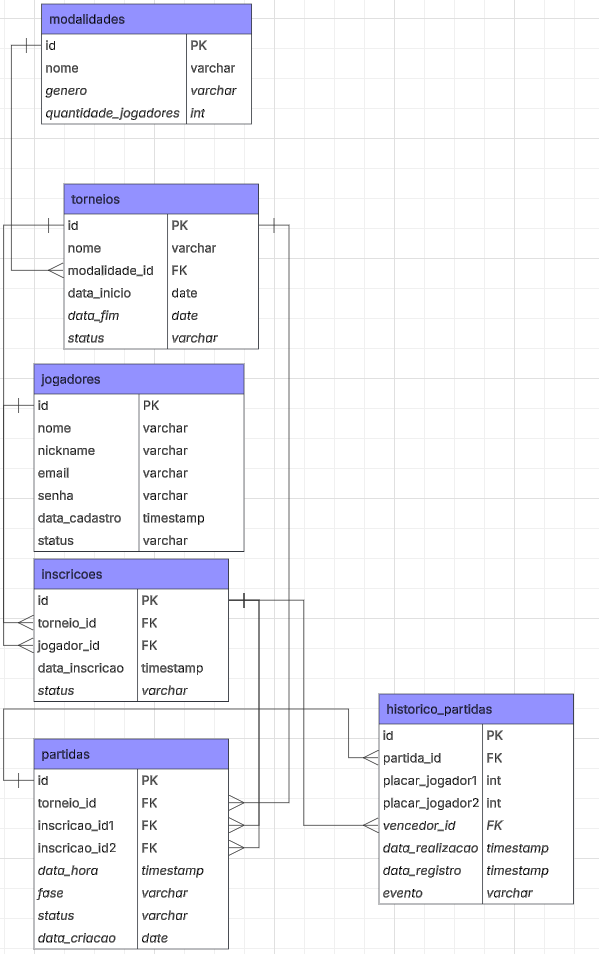 modalidades
id PK
nome varchar
genero varchar
quantidade_jogadores int
torneios
id PK
nome varchar
modalidade_id FK
data_inicio date
data_fim date
status varchar
jogadores
id PK
nome varchar
nickname varchar
email varchar
senha varchar
data_cadastro timestamp
status varchar
inscricoes
id PK
torneio_id FK
jogador_id FK
data_inscricao timestamp
status varchar
historico_partidas
id PK
partida_id FK
placar_jogador1 int
placar_jogador2 int
vencedor_id FK
data_realizacao timestamp
data_registro timestamp
evento varchar
partidas
id PK
torneio_id FK
inscricao_id1 FK
inscricao_id2 FK
data_hora timestamp
fase varchar
status varchar
data_criacao date